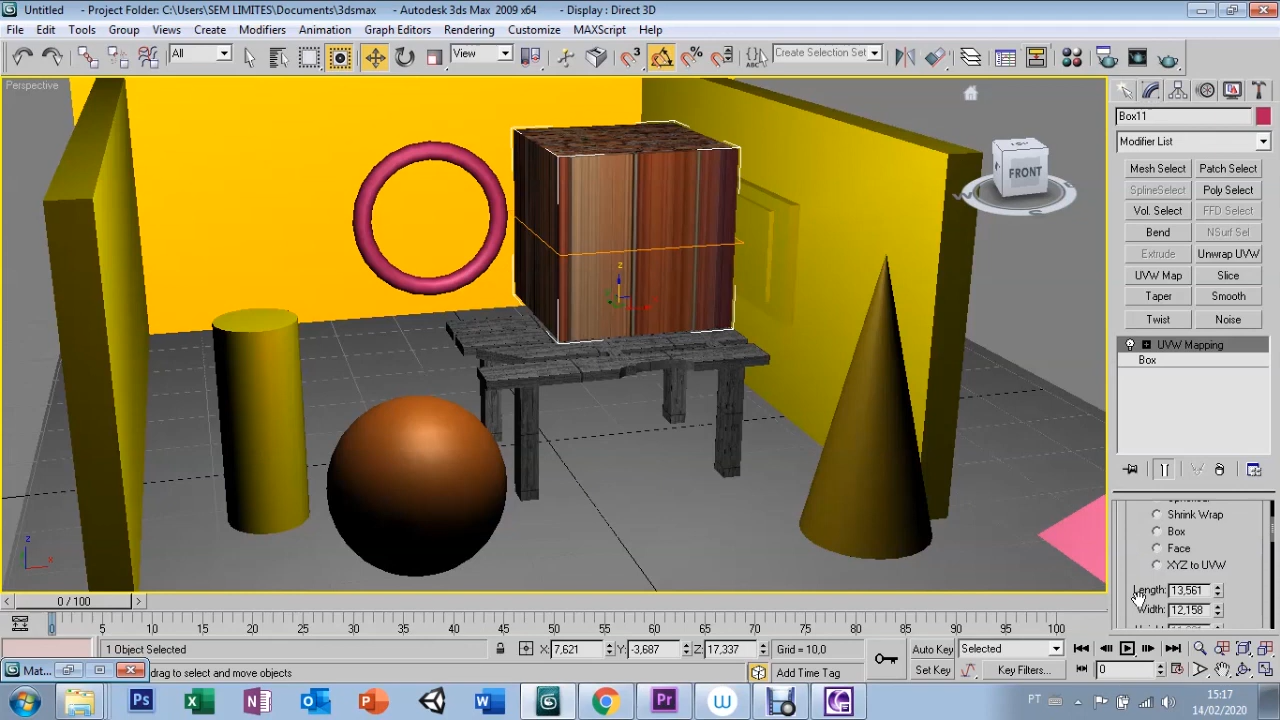 Untitled - Project Folder: C:\Users\SEM LIMITES\Documents\3dsmax - Autodesk 3ds Max 2009 x64 - Display : Direct 3D
File Edit Tools Group Views Create Modifiers Animation Graph Editors Rendering Customize MAXScript Help
All View 3 % ABC Create Selection Set
Perspective
FRONT
Box11
Modifier List
Mesh Select Patch Select
SplineSelect Poly Select
Vol. Select FFD Select
Bend NSurf Sel
Extrude Unwrap UVW
UVW Map Slice
Taper Smooth
Twist Noise
UVW Mapping
Box
Shrink Wrap
Box
Face
XYZ to UVW
Length: 13,561
Width: 12,158
z
x
0 / 100
0 5 10 15 20 25 30 35 40 45 50 55 60 65 70 75 80 85 90 95 100
1 Object Selected X: 7,621 Y: -3,687 Z: 17,337 Grid = 10,0 Auto Key Selected
Mat... drag to select and move objects Add Time Tag Set Key Key Filters... 0
Ps X N O P W Pr W
PT 15:17
14/02/2020